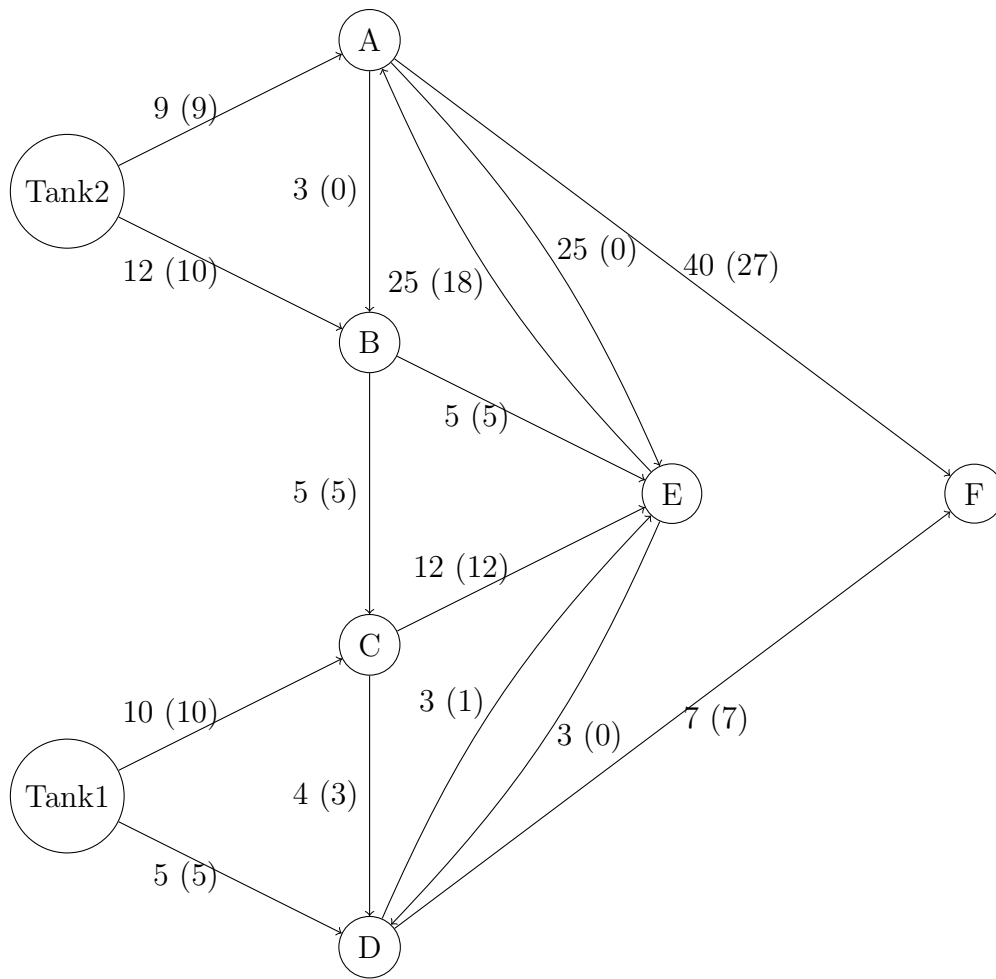 A
9 (9)
Tank2
3 (0)
12 (10)
25 (0)
40 (27)
25 (18)
B
5 (5)
5 (5)
E
F
12 (12)
C
10 (10)
3 (1)
7 (7)
3 (0)
Tank1
4 (3)
5 (5)
D